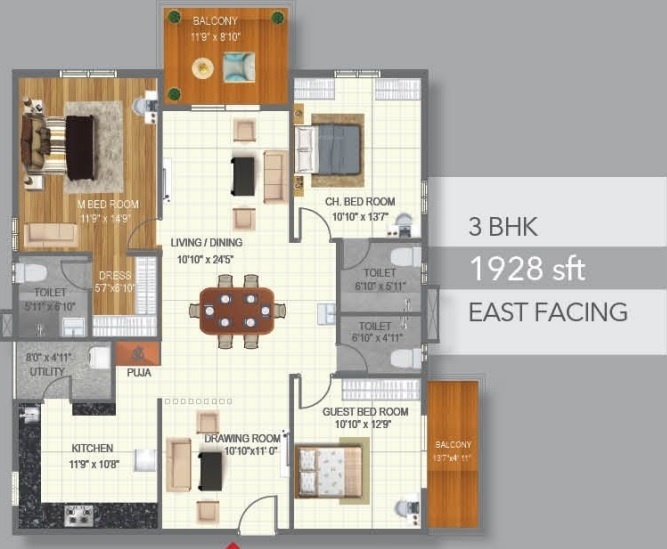 BALCONY
11'9" x 8'10"
M BED ROOM
11'9" x 14'9"
CH. BED ROOM
10'10" x 13'7"
3 BHK
1928 sft
EAST FACING
LIVING / DINING
10'10" x 24'5"
TOILET
5'11" x 6'10"
DRESS
5'7"x6'10"
TOILET
6'10" x 5'11"
TOILET
6'10" x 4'11"
8'0" x 4'11"
UTILITY
PUJA
KITCHEN
11'9" x 10'8"
DRAWING ROOM
10'10"x11' 0"
GUEST BED ROOM
10'10" x 12'9"
BALCONY
13'7"x4' 11"